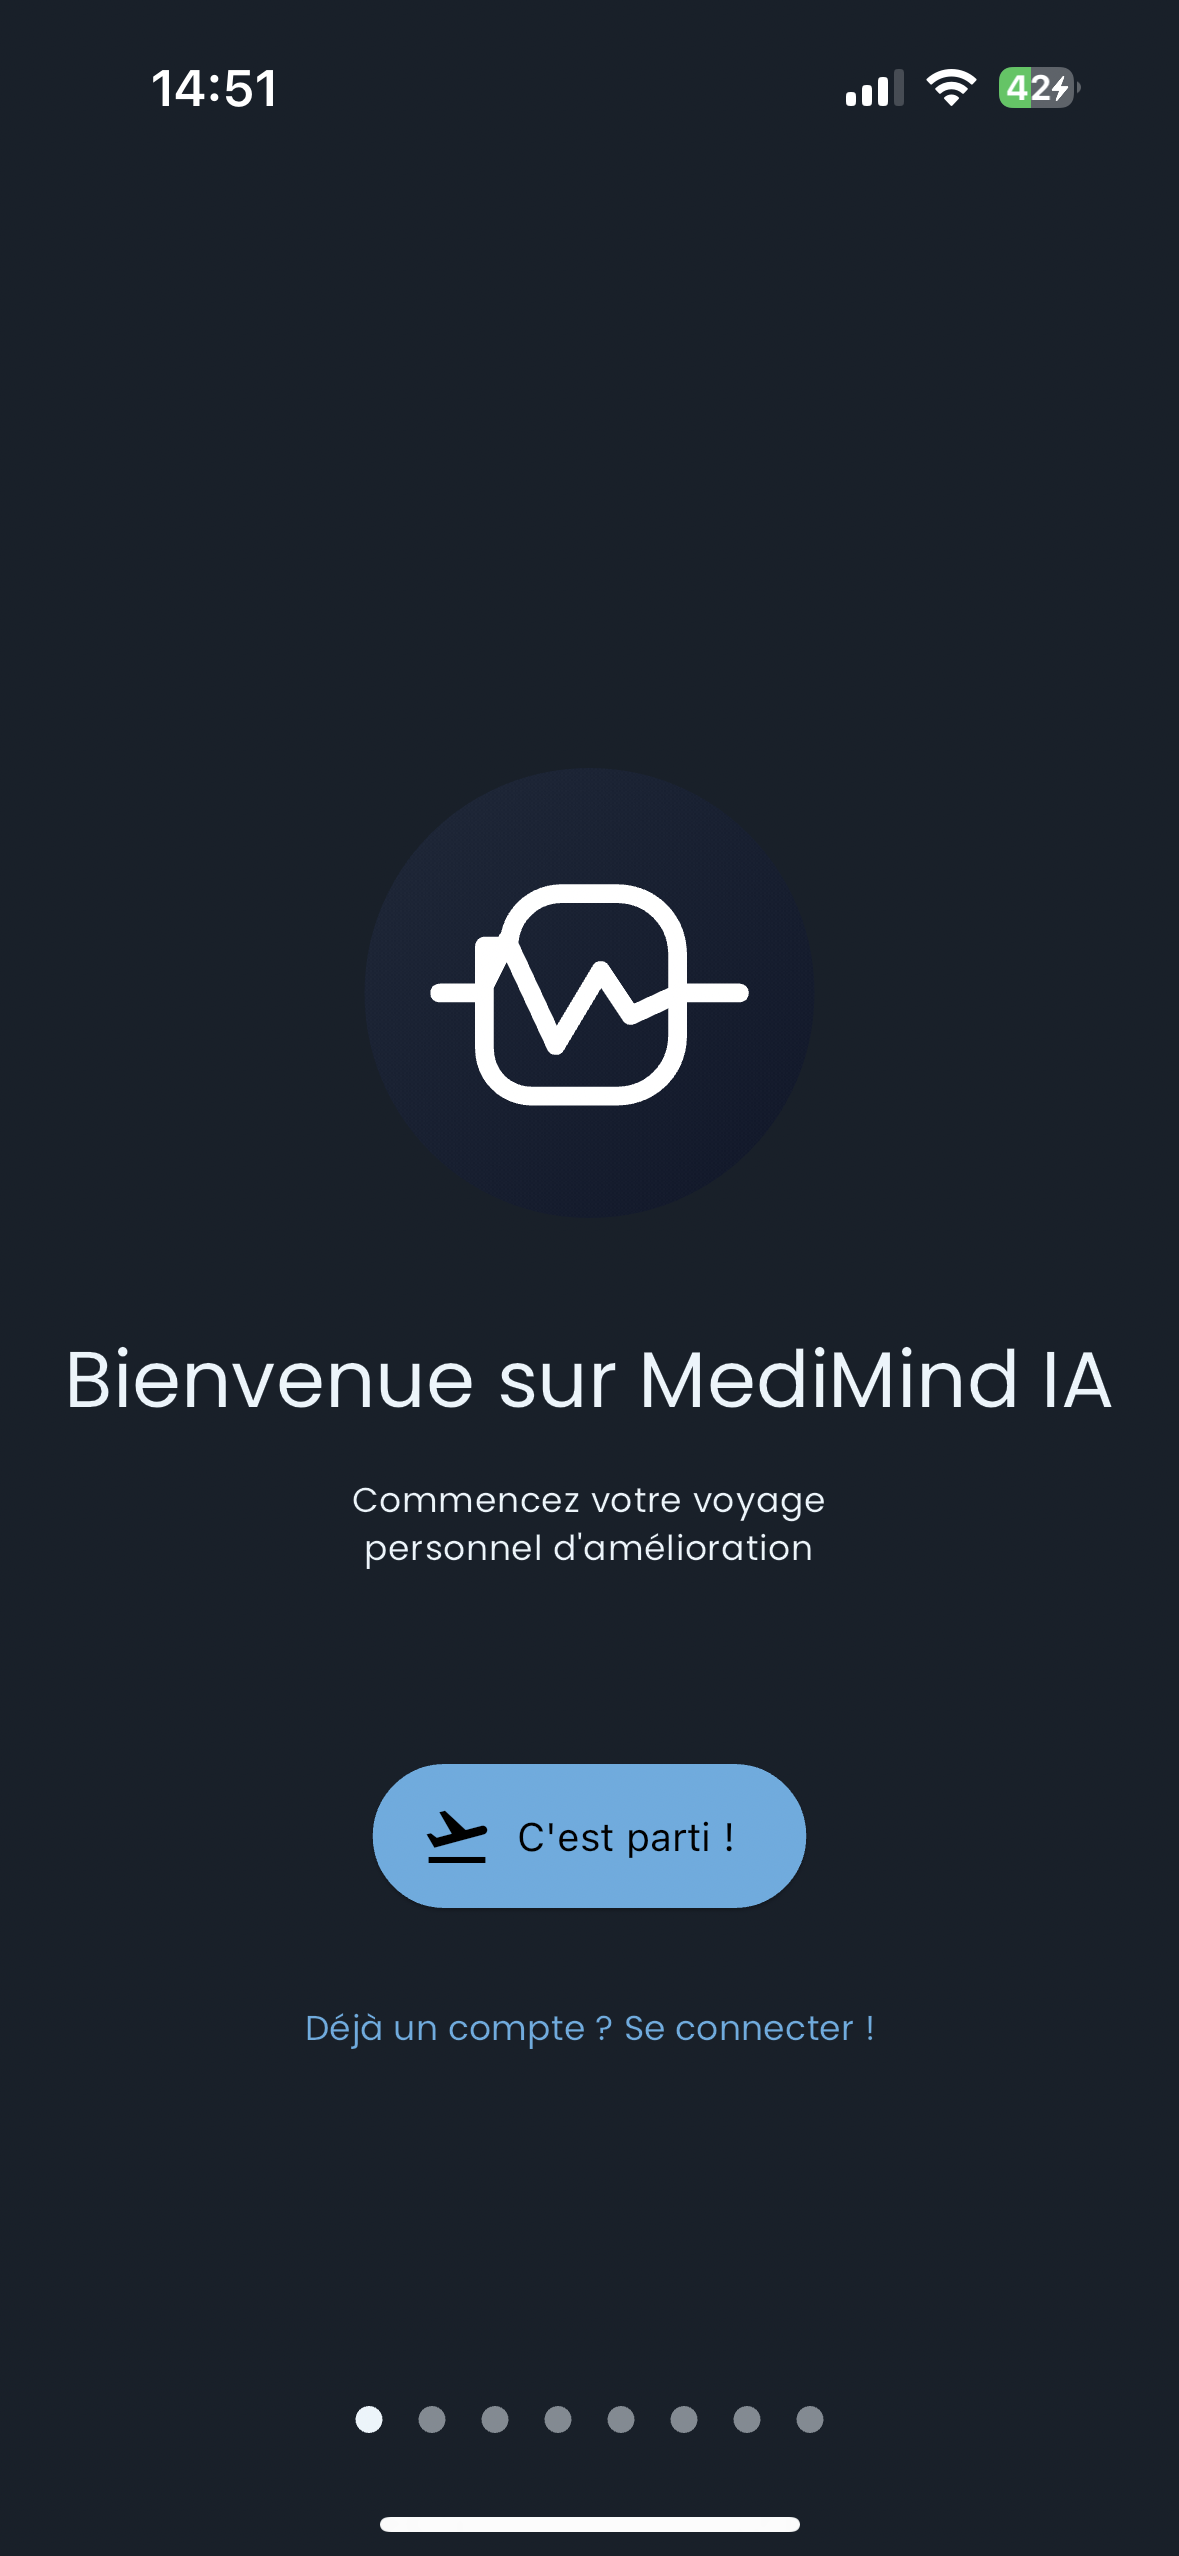 14:51
42
Bienvenue sur MediMind IA
Commencez votre voyage
personnel d'amélioration
C'est parti !
Déjà un compte ? Se connecter !